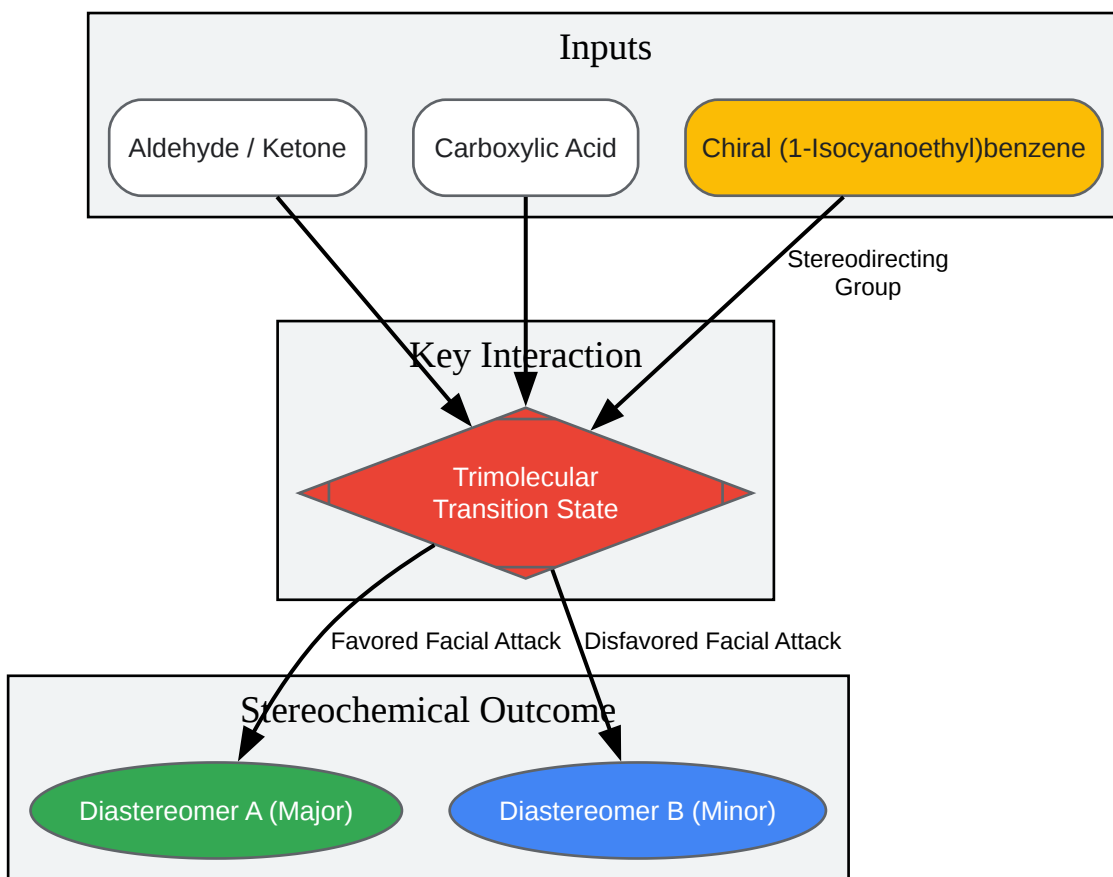 Inputs
Aldehyde / Ketone
Carboxylic Acid
Chiral (1-Isocyanoethyl)benzene
Stereodirecting
Group
Key Interaction
Trimolecular
Transition State
Favored Facial Attack
Disfavored Facial Attack
Stereochemical Outcome
Diastereomer A (Major)
Diastereomer B (Minor)